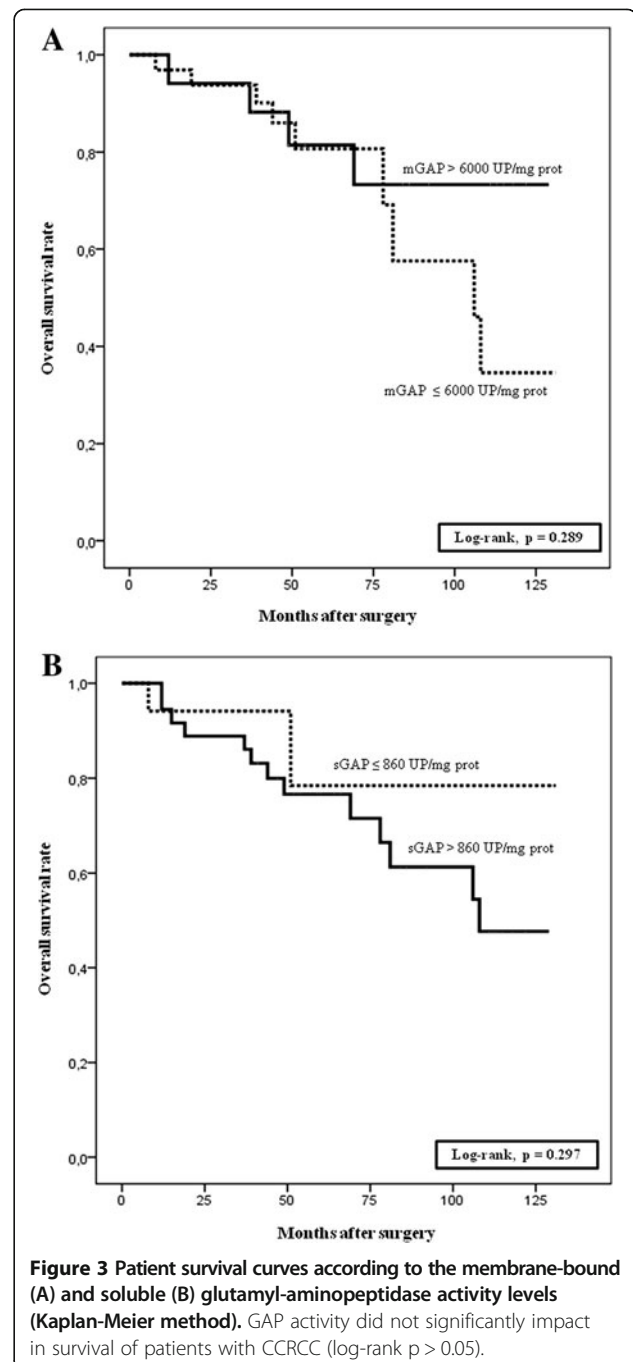 A
1,0
0,8
0,6
0,4
0,2
0,0
Overall survival rate
mGAP > 6000 UP/mg prot
mGAP ≤ 6000 UP/mg prot
Log-rank, p = 0.289
0 25 50 75 100 125
Months after surgery
B
1,0
0,8
0,6
0,4
0,2
0,0
Overall survival rate
sGAP ≤ 860 UP/mg prot
sGAP > 860 UP/mg prot
Log-rank, p = 0.297
0 25 50 75 100 125
Months after surgery
Figure 3 Patient survival curves according to the membrane-bound
(A) and soluble (B) glutamyl-aminopeptidase activity levels
(Kaplan-Meier method). GAP activity did not significantly impact
in survival of patients with CCRCC (log-rank p > 0.05).